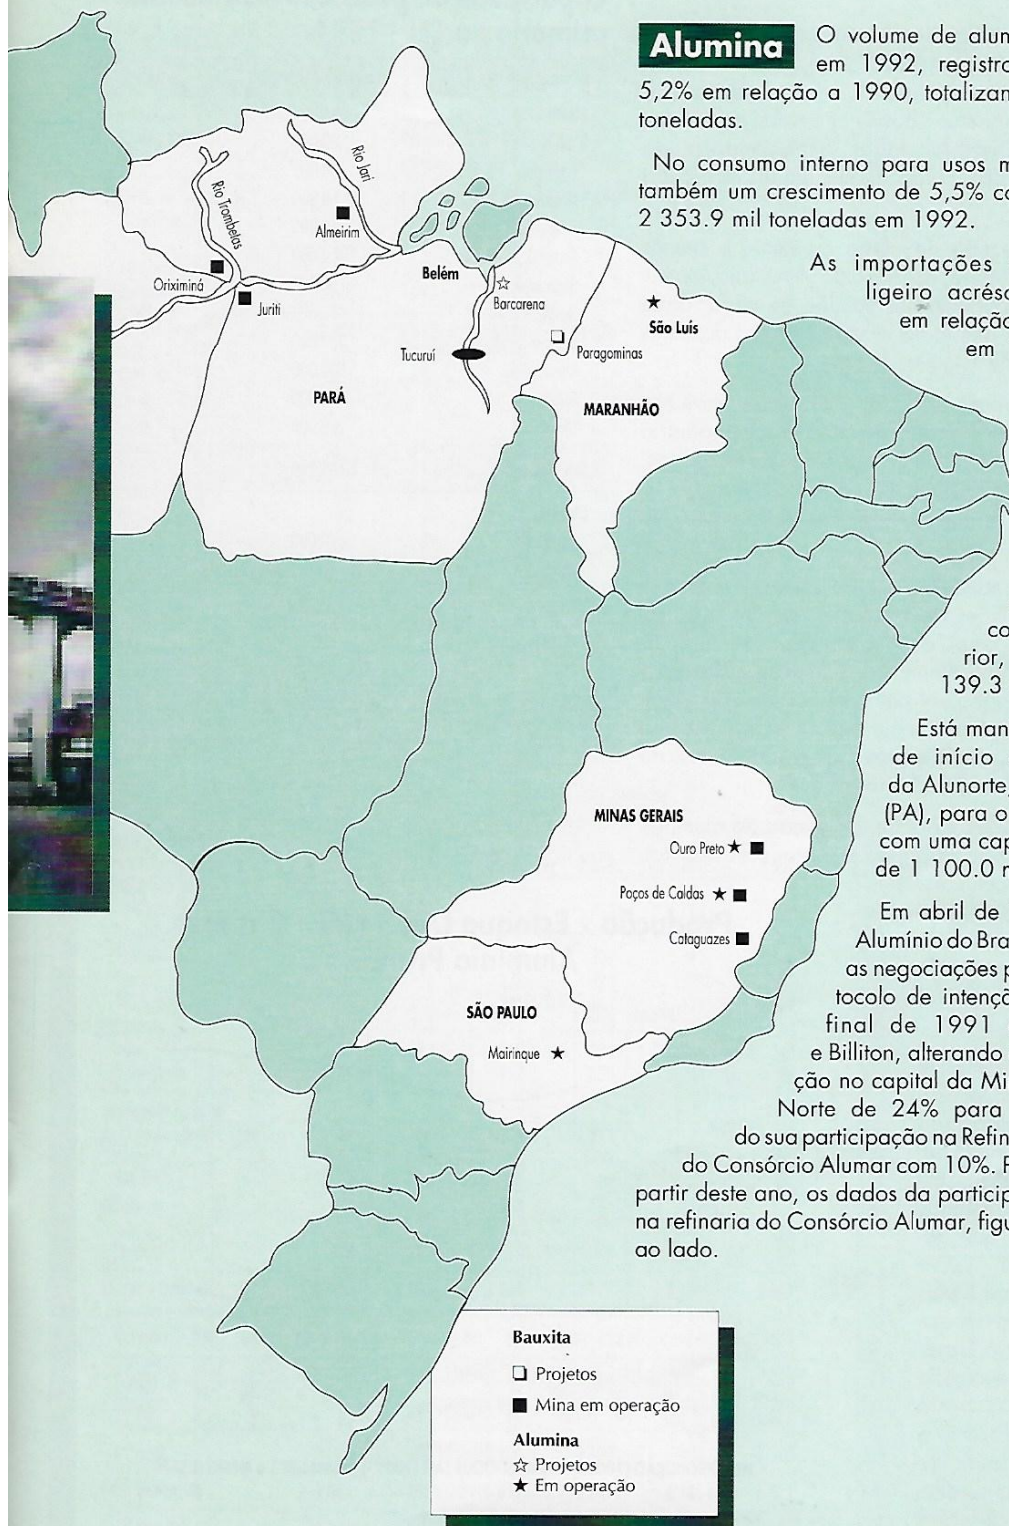 Alumina
O volume de alum
em 1992, registro
5,2% em relação a 1990, totalizan
toneladas.
No consumo interno para usos m
também um crescimento de 5,5% co
2 353.9 mil toneladas em 1992.
As importações
ligeiro acrésc
em relação
em
co
rior,
139.3
Está man
de início
da Alunorte,
(PA), para o
com uma cap
de 1 100.0 m
Em abril de
Alumínio do Bra
as negociações p
tocolo de intençã
final de 1991
e Billiton, alterando
ção no capital da Mi
Norte de 24% para
do sua participação na Refin
do Consórcio Alumar com 10%. P
partir deste ano, os dados da particip
na refinaria do Consórcio Alumar, figu
ao lado.
Rio Jari
Rio Trombetas
Almeirim
Oriximiná
Juriti
Belém
Barcarena
São Luís
Tucuruí
Paragominas
PARÁ
MARANHÃO
MINAS GERAIS
Ouro Preto
Poços de Caldas
Cataguazes
SÃO PAULO
Mairinque
Bauxita
Projetos
Mina em operação
Alumina
Projetos
Em operação